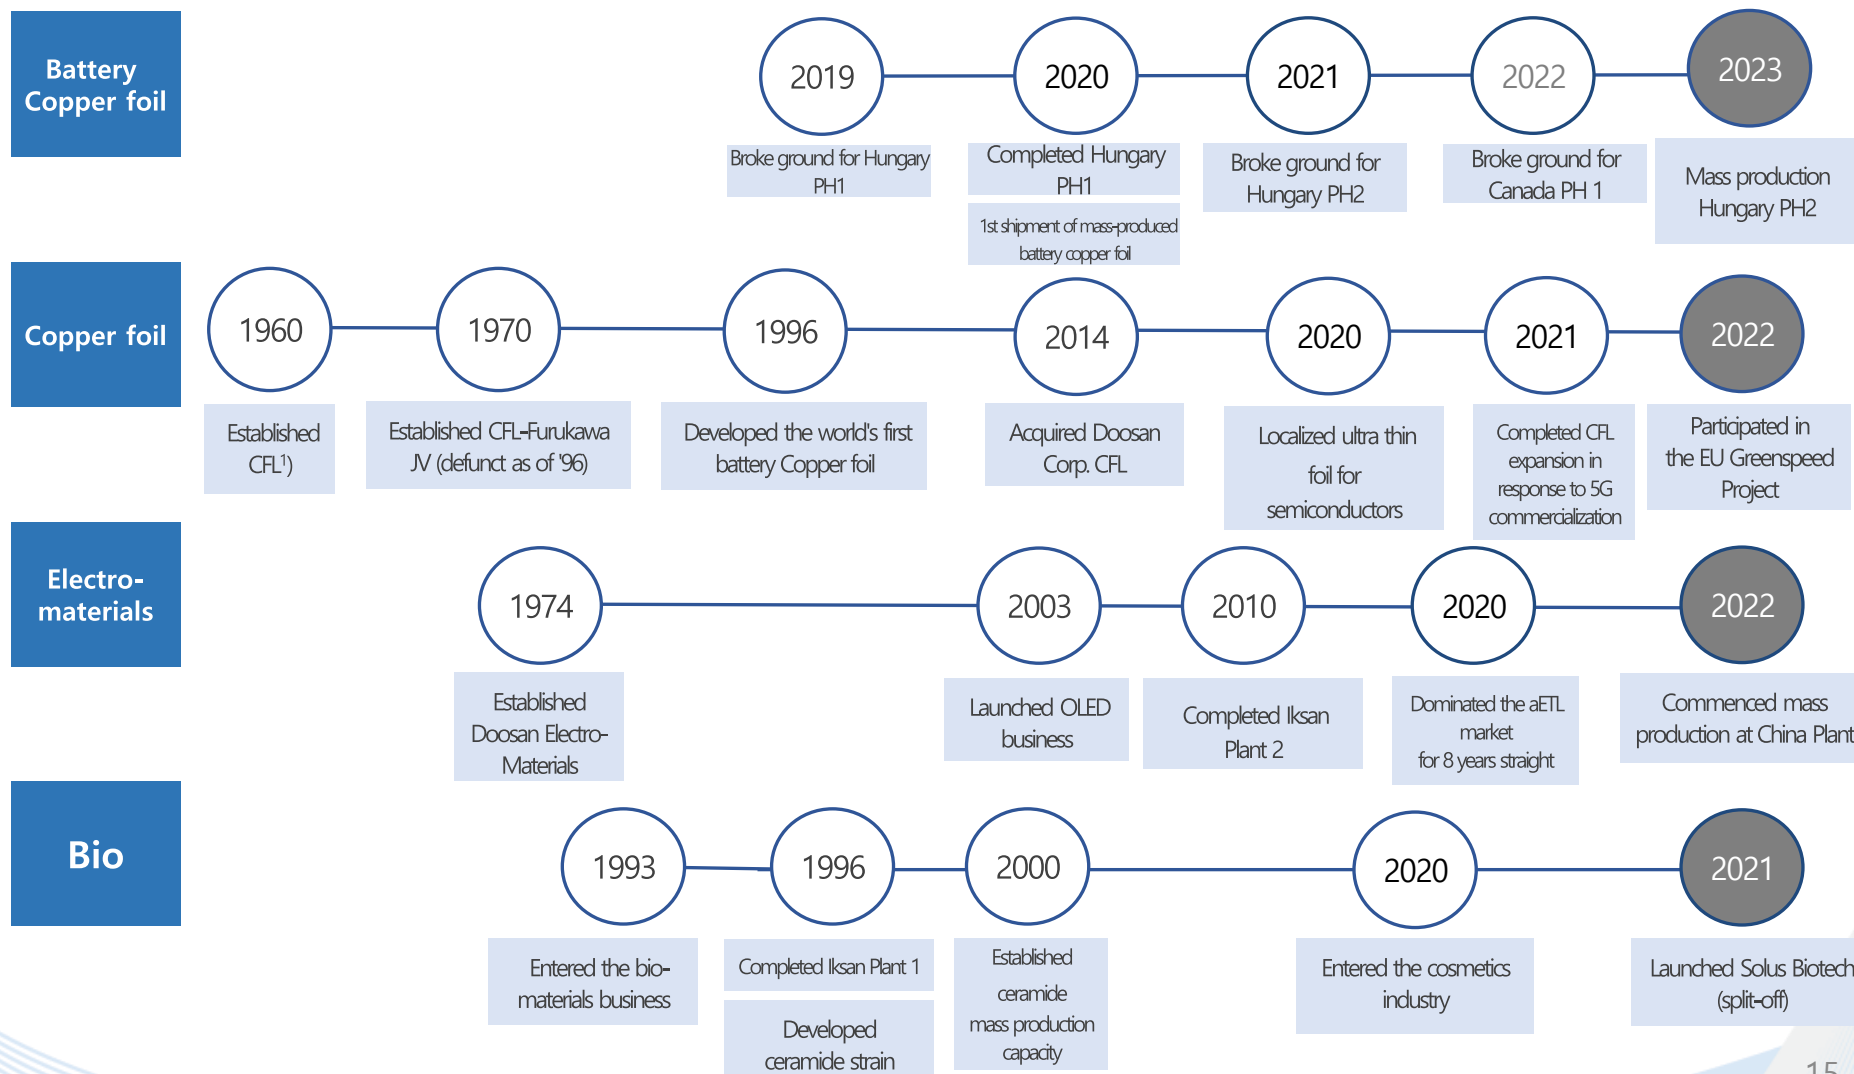 Battery
Copper foil
2019
2020
2021
2022
2023
Broke ground for Hungary
PH1
Completed Hungary
PH1
1st shipment of mass-produced
battery copper foil
Broke ground for
Hungary PH2
Broke ground for
Canada PH 1
Mass production
Hungary PH2
Copper foil
1960
1970
1996
2014
2020
2021
2022
Established
CFL¹)
Established CFL-Furukawa
JV (defunct as of '96)
Developed the world's first
battery Copper foil
Acquired Doosan
Corp. CFL
Localized ultra thin
foil for
semiconductors
Completed CFL
expansion in
response to 5G
commercialization
Participated in
the EU Greenspeed
Project
Electro-
materials
1974
2003
2010
2020
2022
Established
Doosan Electro-
Materials
Launched OLED
business
Completed Iksan
Plant 2
Dominated the aETL
market
for 8 years straight
Commenced mass
production at China Plant
Bio
1993
1996
2000
2020
2021
Entered the bio-
materials business
Completed Iksan Plant 1
Developed
ceramide strain
Established
ceramide
mass production
capacity
Entered the cosmetics
industry
Launched Solus Biotech
(split-off)
15